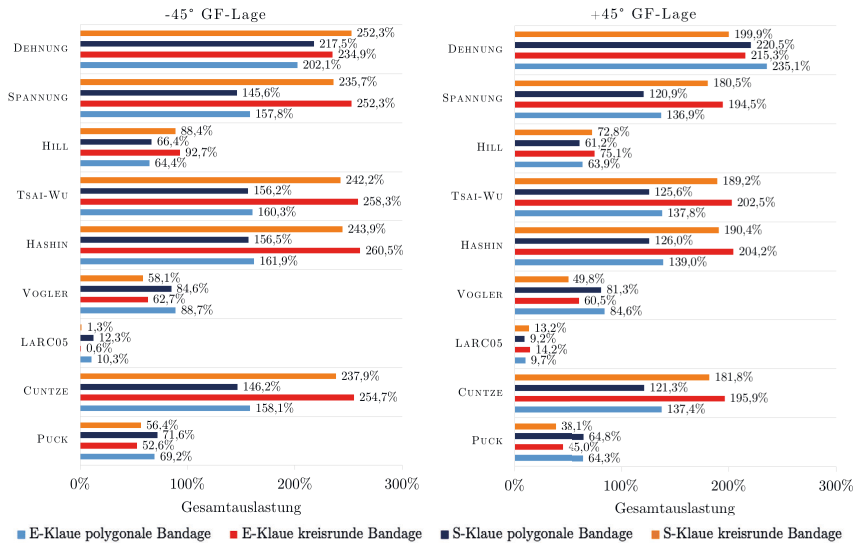 -45° GF-Lage
Dehnung
252,3%
217,5%
234,9%
202,1%
Spannung
235,7%
145,6%
252,3%
157,8%
Hill
88,4%
66,4%
92,7%
64,4%
Tsai-Wu
242,2%
156,2%
258,3%
160,3%
Hashin
243,9%
156,5%
260,5%
161,9%
Vogler
58,1%
84,6%
62,7%
88,7%
LaRC05
1,3%
12,3%
0,6%
10,3%
Cuntze
237,9%
146,2%
254,7%
158,1%
Puck
56,4%
71,6%
52,6%
69,2%
0% 100% 200% 300%
Gesamtauslastung
+45° GF-Lage
Dehnung
199,9%
220,5%
215,3%
235,1%
Spannung
180,5%
120,9%
194,5%
136,9%
Hill
72,8%
61,2%
75,1%
63,9%
Tsai-Wu
189,2%
125,6%
202,5%
137,8%
Hashin
190,4%
126,0%
204,2%
139,0%
Vogler
49,8%
81,3%
60,5%
84,6%
LaRC05
13,2%
9,2%
14,2%
9,7%
Cuntze
181,8%
121,3%
195,9%
137,4%
Puck
38,1%
64,8%
45,0%
64,3%
0% 100% 200% 300%
Gesamtauslastung
E-Klaue polygonale Bandage E-Klaue kreisrunde Bandage S-Klaue polygonale Bandage S-Klaue kreisrunde Bandage